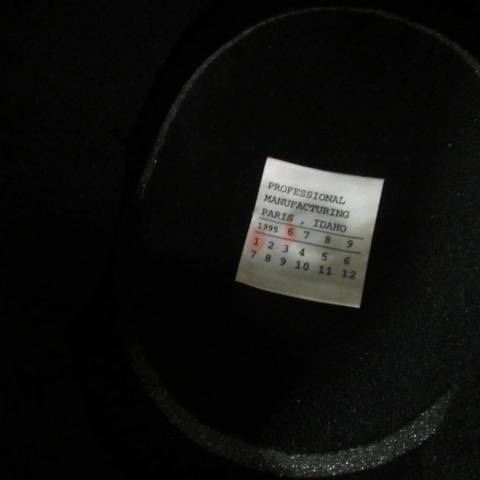 PROFESSIONAL
MANUFACTURING
PARIS , IDAHO
1995 6 7 8 9
1 2 3 4 5 6
7 8 9 10 11 12